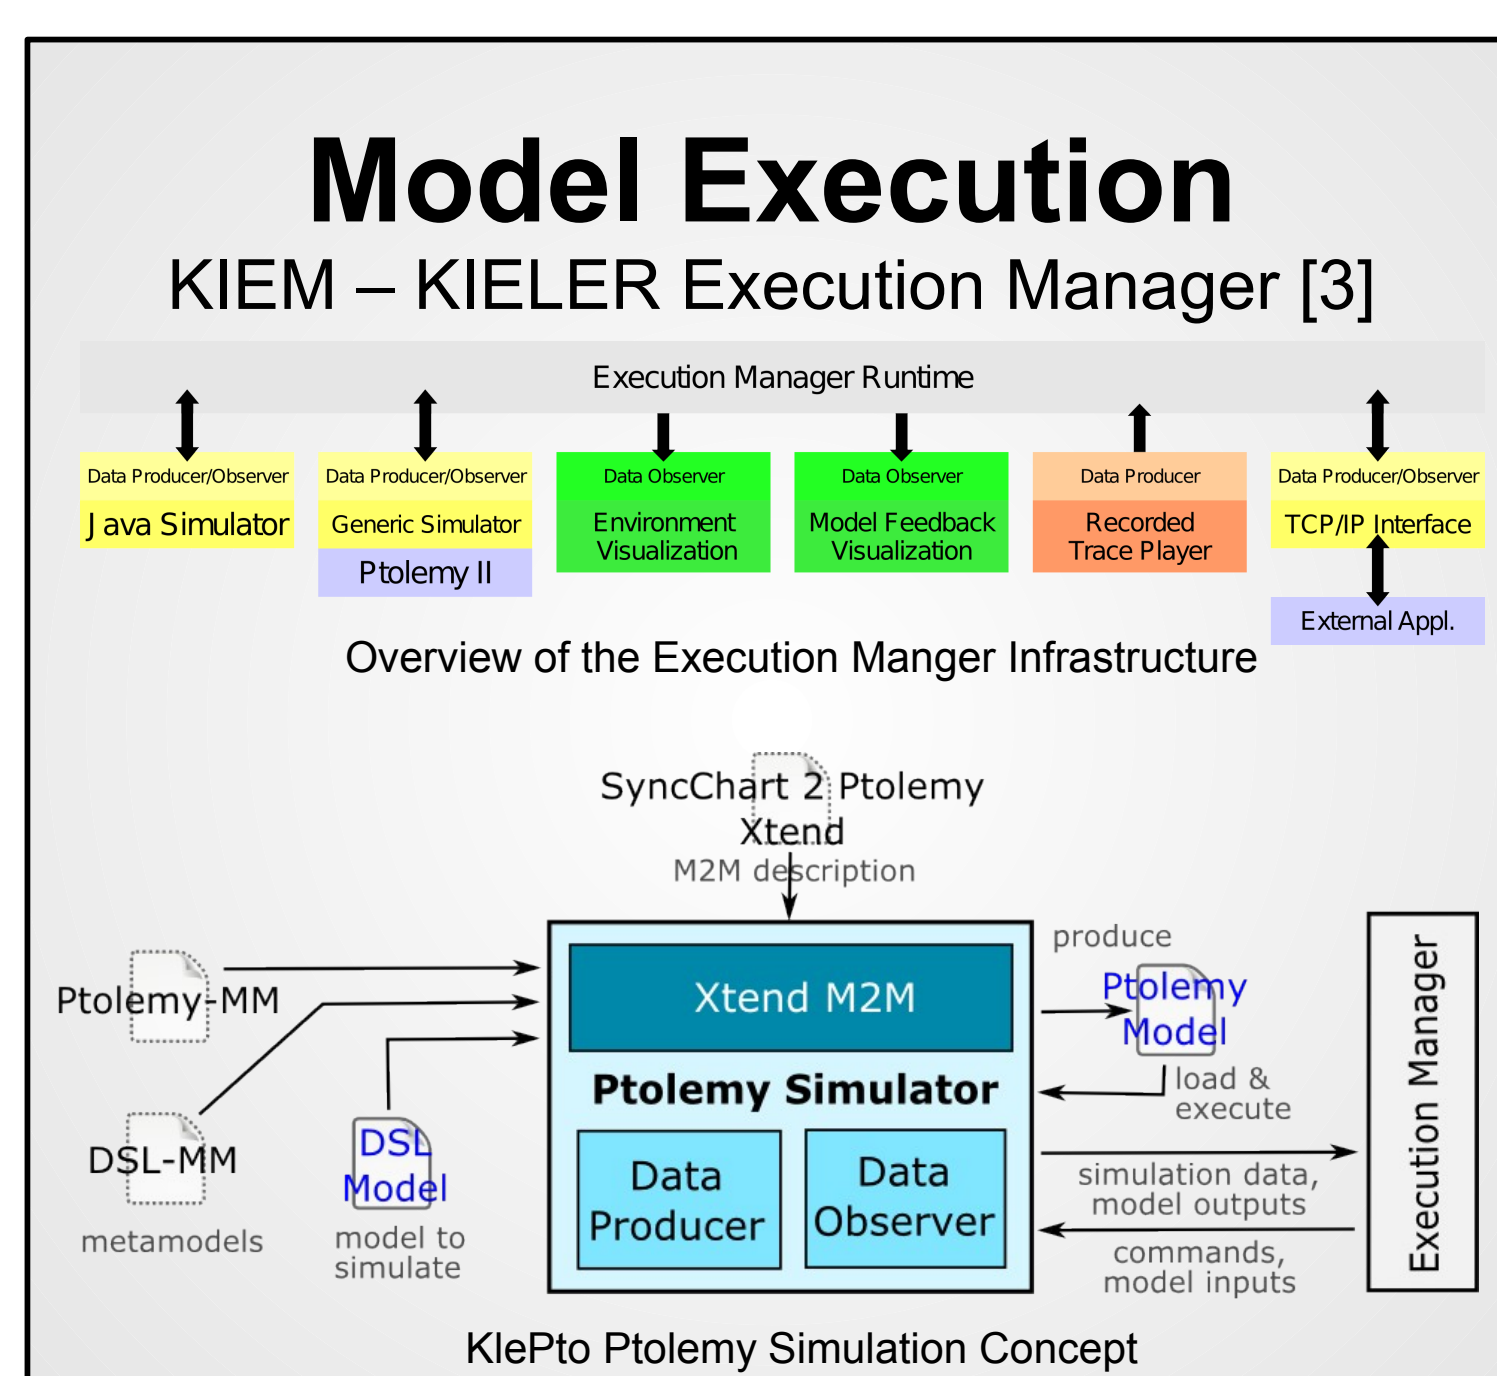 Model Execution
KIEM – KIELER Execution Manager [3]
Execution Manager Runtime
Data Producer/Observer
Java Simulator
Data Producer/Observer
Generic Simulator
Ptolemy II
Data Observer
Environment
Visualization
Data Observer
Model Feedback
Visualization
Data Producer
Recorded
Trace Player
Data Producer/Observer
TCP/IP Interface
External Appl.
Overview of the Execution Manger Infrastructure
SyncChart 2 Ptolemy
Xtend
M2M description
Ptolemy-MM
DSL-MM
metamodels
DSL
Model
model to
simulate
Xtend M2M
Ptolemy Simulator
Data
Producer
Data
Observer
produce
Ptolemy
Model
load &
execute
simulation data,
model outputs
commands,
model inputs
Execution Manager
KlePto Ptolemy Simulation Concept